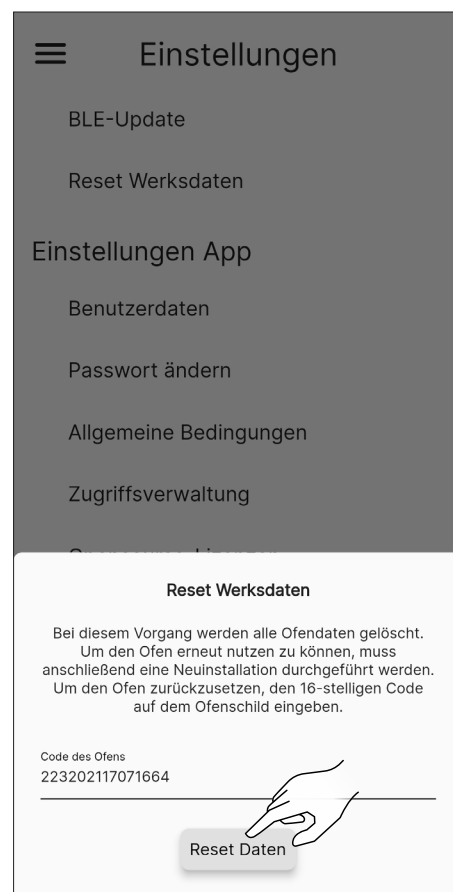 Einstellungen
BLE-Update
Reset Werksdaten
Einstellungen App
Benutzerdaten
Passwort ändern
Allgemeine Bedingungen
Zugriffsverwaltung
Reset Werksdaten
Bei diesem Vorgang werden alle Ofendaten gelöscht.
Um den Ofen erneut nutzen zu können, muss
anschließend eine Neuinstallation durchgeführt werden.
Um den Ofen zurückzusetzen, den 16-stelligen Code
auf dem Ofenschild eingeben.
Code des Ofens
223202117071664
Reset Daten